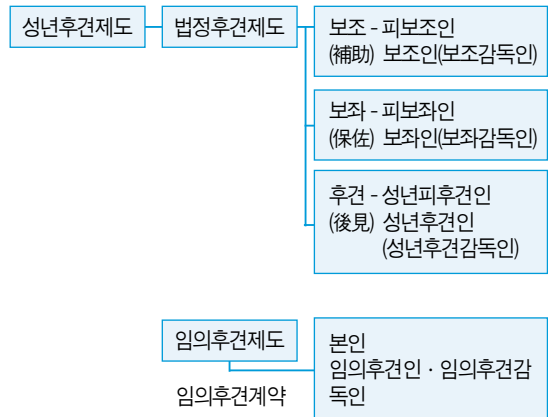 성년후견제도
법정후견제도
보조 - 피보조인
(補助) 보조인(보조감독인)
보좌 - 피보좌인
(保佐) 보좌인(보좌감독인)
후견 - 성년피후견인
(後見) 성년후견인
(성년후견감독인)
임의후견제도
임의후견계약
본인
임의후견인 · 임의후견감
독인